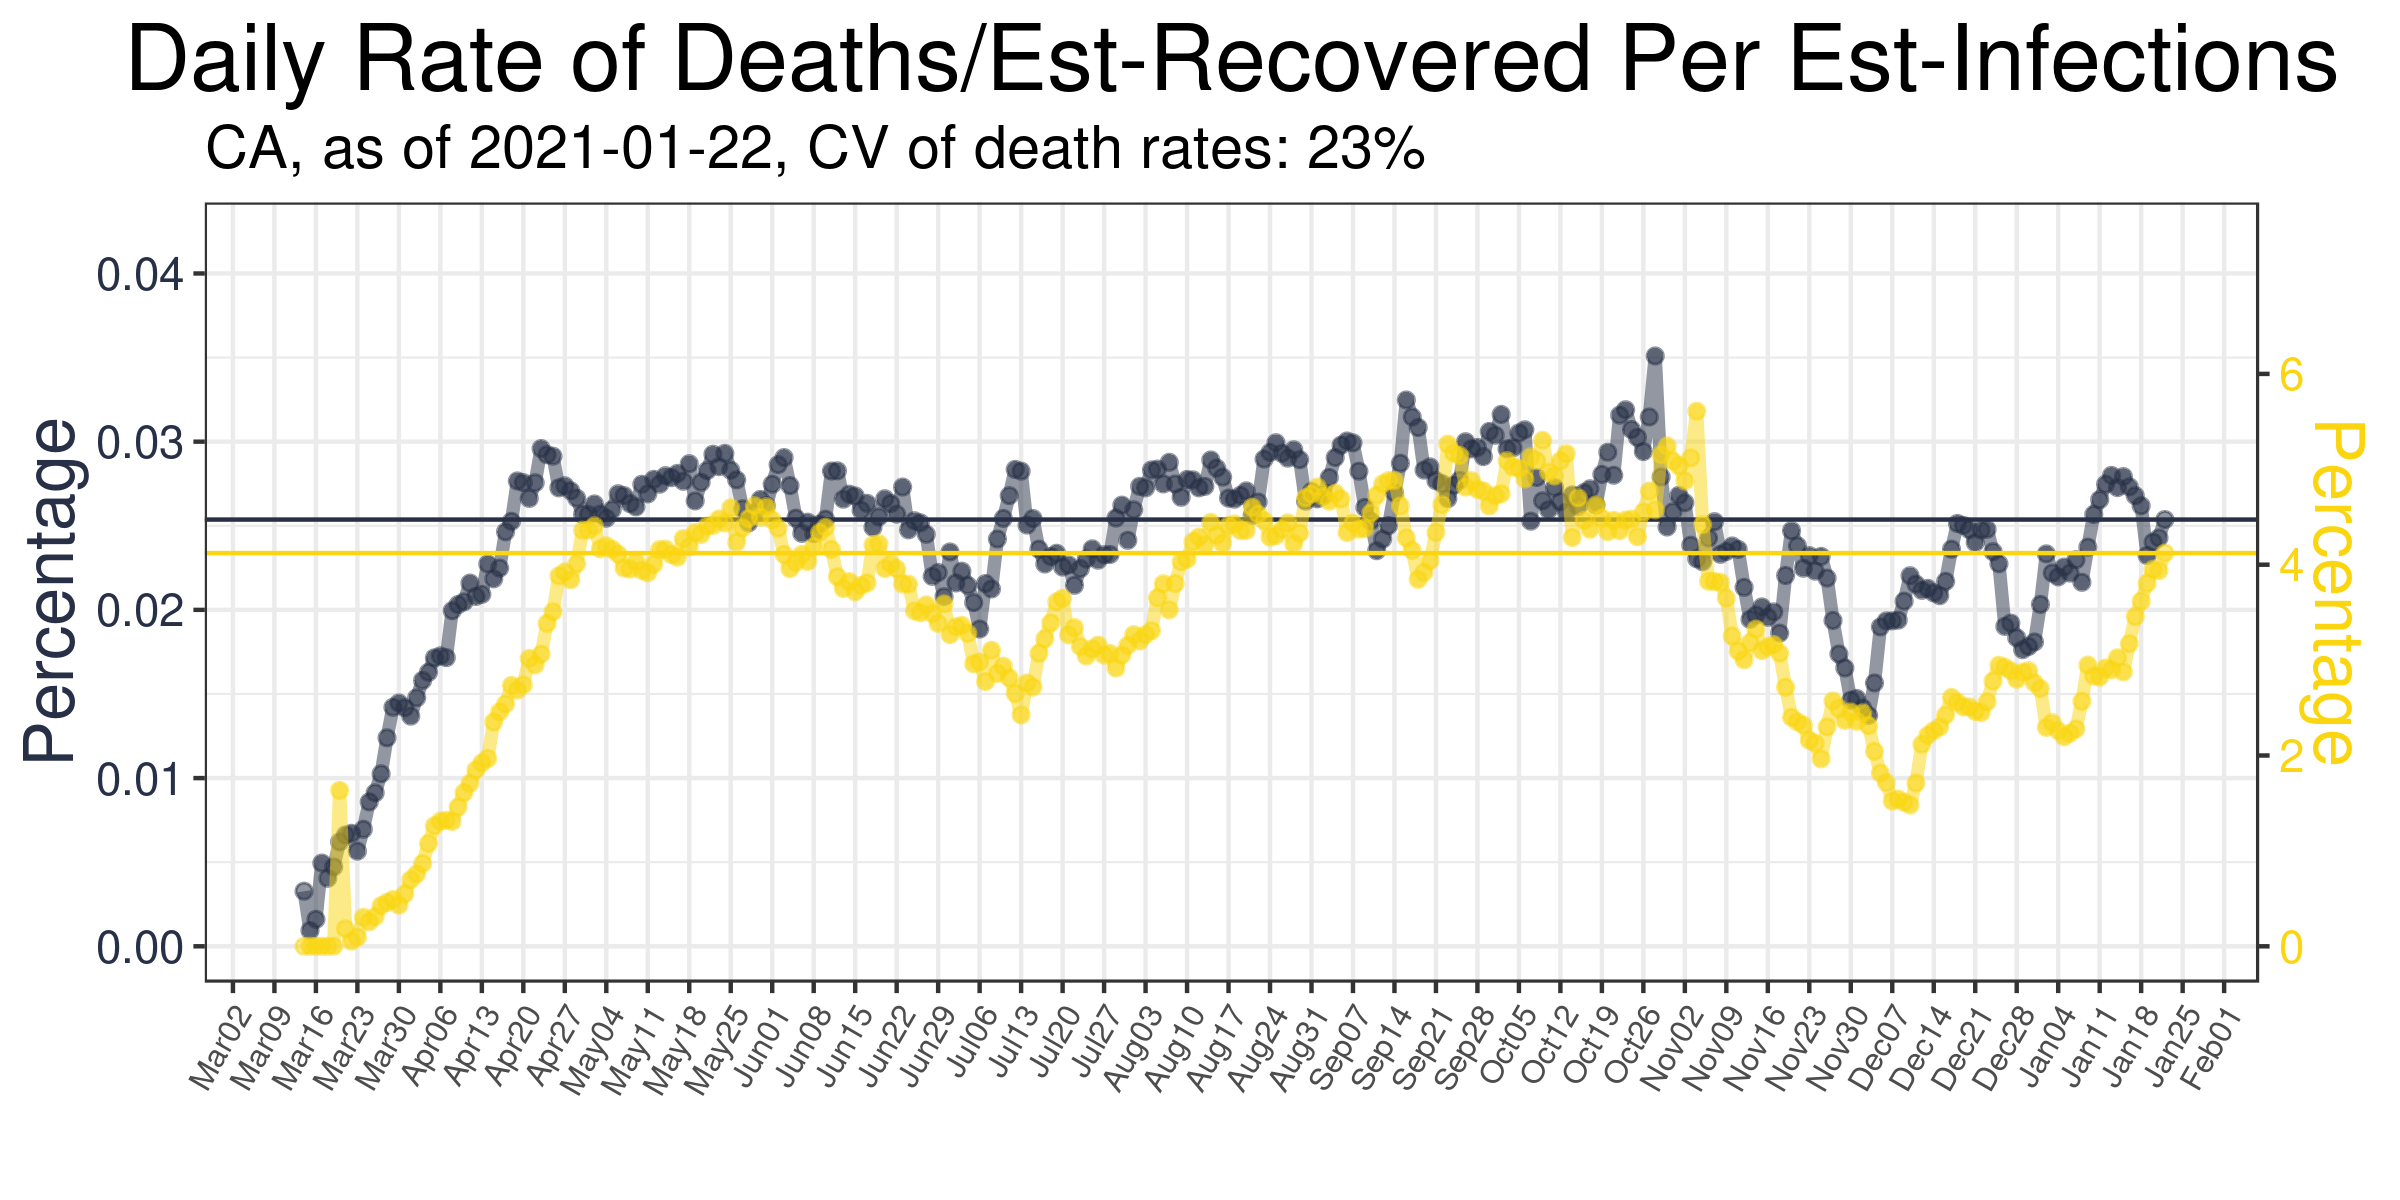 Daily Rate of Deaths/Est-Recovered Per Est-Infections
CA, as of 2021-01-22, CV of death rates: 23%
Percentage
0.04
0.03
0.02
0.01
0.00
6
4
2
0
Percentage
Mar02
Mar09
Mar16
Mar23
Mar30
Apr06
Apr13
Apr20
Apr27
May04
May11
May18
May25
Jun01
Jun08
Jun15
Jun22
Jun29
Jul06
Jul13
Jul20
Jul27
Aug03
Aug10
Aug17
Aug24
Aug31
Sep07
Sep14
Sep21
Sep28
Oct05
Oct12
Oct19
Oct26
Nov02
Nov09
Nov16
Nov23
Nov30
Dec07
Dec14
Dec21
Dec28
Jan04
Jan11
Jan18
Jan25
Feb01